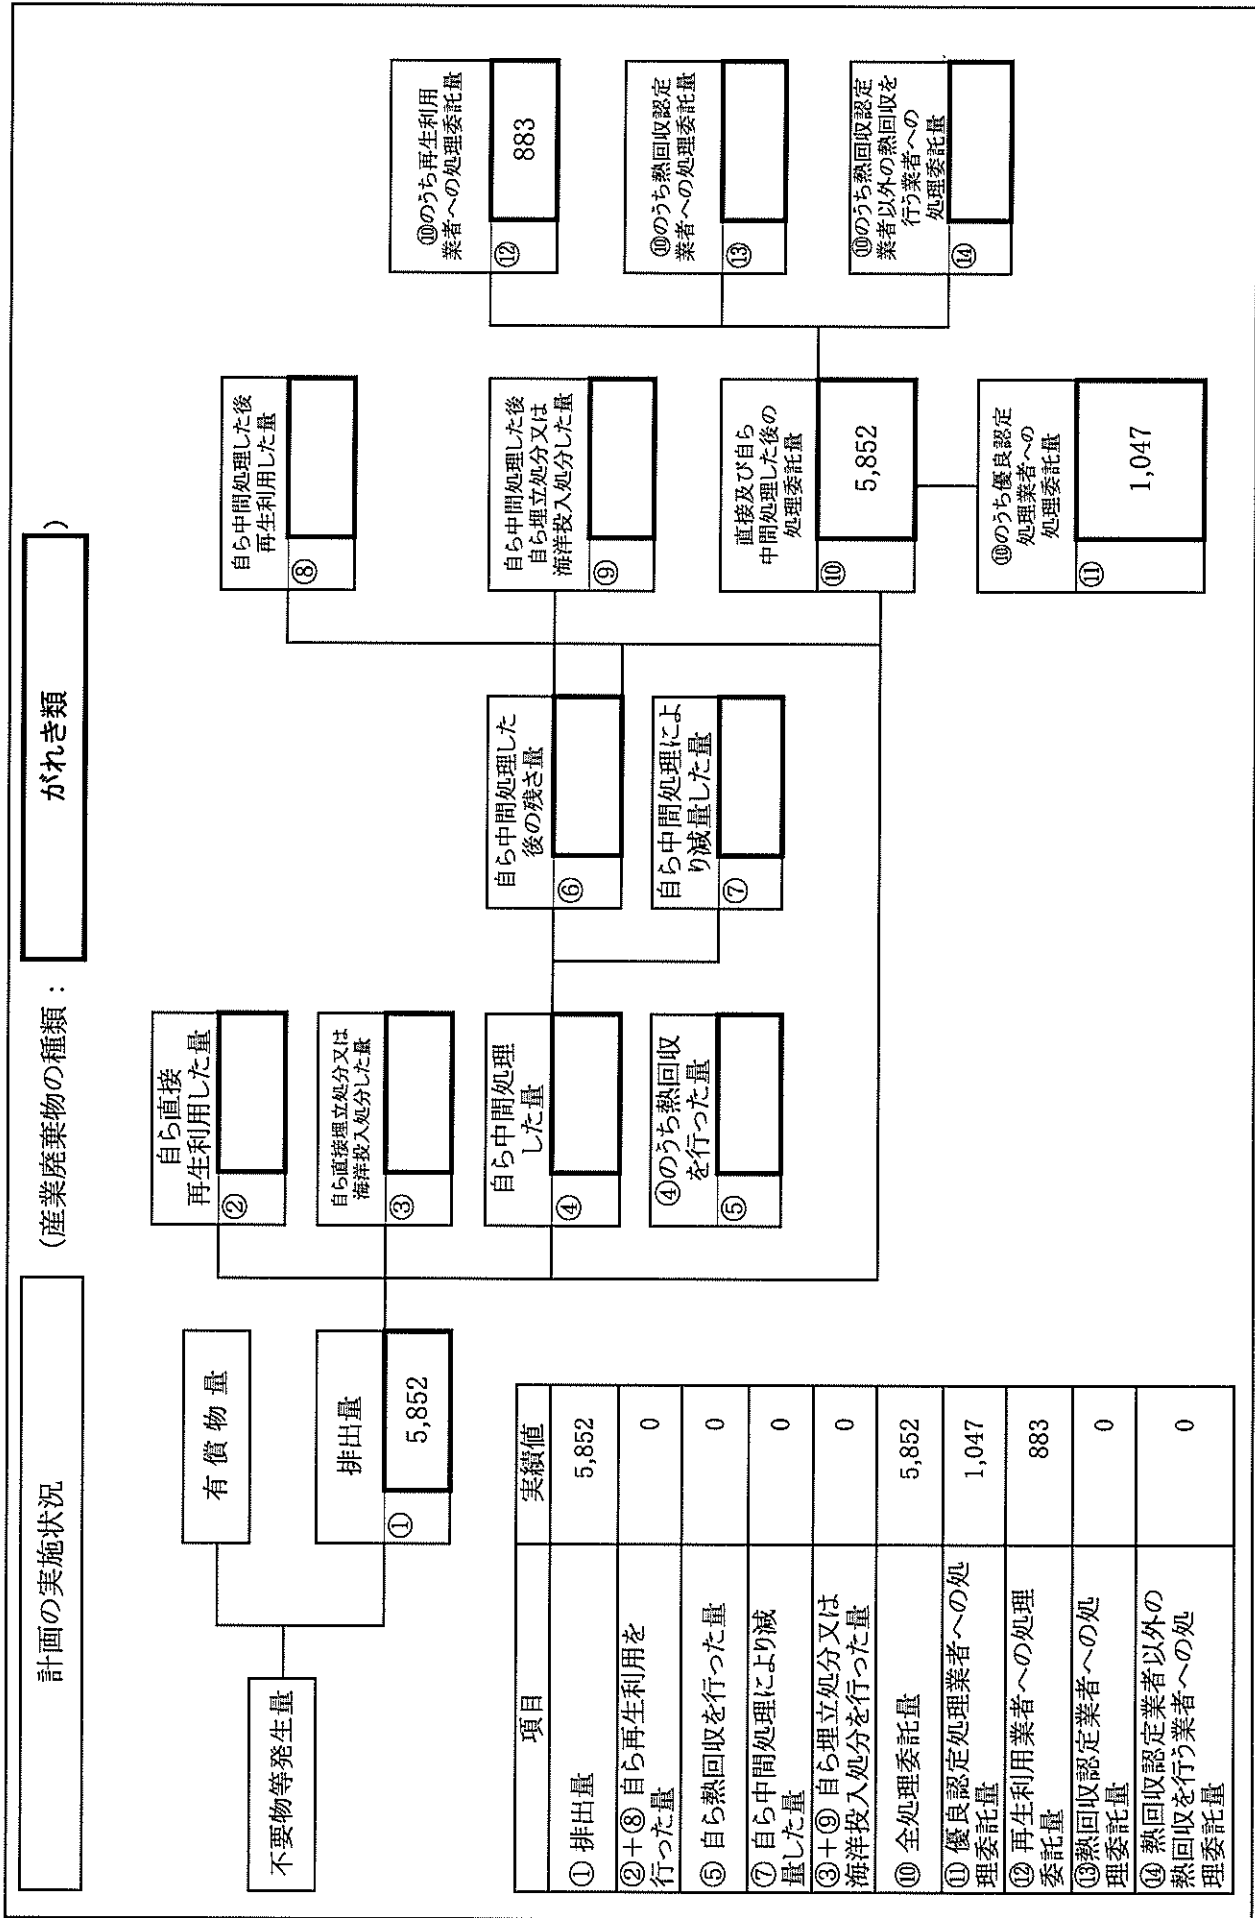 計画の実施状況
（産業廃棄物の種類： がれき類 ）
不要物等発生量
有 償 物 量
排出量
① 5,852
自ら直接
再生利用した量
②
自ら直接埋立処分又は
海洋投入処分した量
③
自ら中間処理
した量
④
④のうち熱回収
を行った量
⑤
自ら中間処理した
後の残さ量
⑥
自ら中間処理によ
り減量した量
⑦
自ら中間処理した後
再生利用した量
⑧
自ら中間処理した後
自ら埋立処分又は
海洋投入処分した量
⑨
直接及び自ら
中間処理した後の
処理委託量
⑩ 5,852
⑩のうち優良認定
処理業者への
処理委託量
⑪ 1,047
⑩のうち再生利用
業者への処理委託量
⑫ 883
⑩のうち熱回収認定
業者への処理委託量
⑬
⑩のうち熱回収認定
業者以外の熱回収を
行う業者への
処理委託量
⑭
項目 実績値
① 排出量 5,852
②＋⑧ 自ら再生利用を
行った量 0
⑤ 自ら熱回収を行った量 0
⑦ 自ら中間処理により減
量した量 0
③＋⑨ 自ら埋立処分又は
海洋投入処分を行った量 0
⑩ 全処理委託量 5,852
⑪ 優良認定処理業者への処
理委託量 1,047
⑫ 再生利用業者への処理
委託量 883
⑬熱回収認定業者への処
理委託量 0
⑭ 熱回収認定業者以外の
熱回収を行う業者への処
理委託量 0